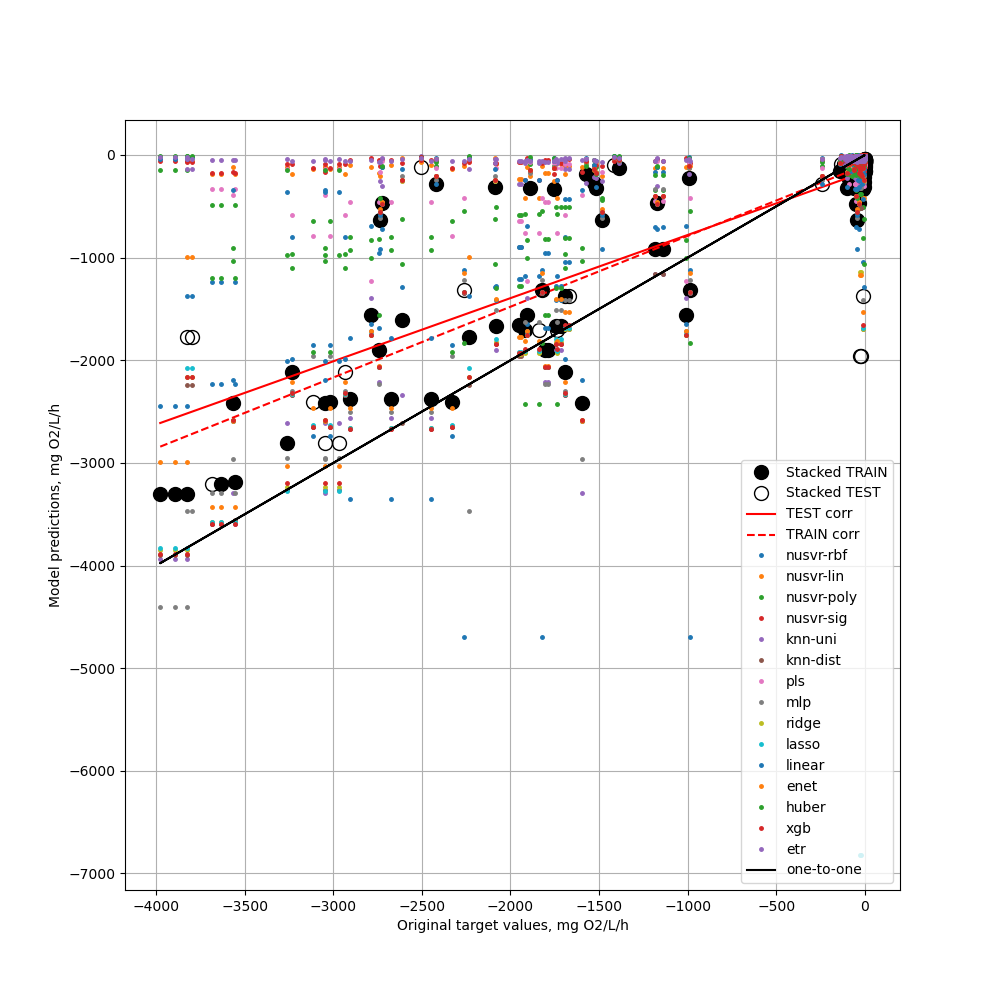 0
−1000
−2000
−3000
−4000
−5000
−6000
−7000
Model predictions, mg O2/L/h
−4000 −3500 −3000 −2500 −2000 −1500 −1000 −500 0
Original target values, mg O2/L/h
Stacked TRAIN
Stacked TEST
TEST corr
TRAIN corr
nusvr-rbf
nusvr-lin
nusvr-poly
nusvr-sig
knn-uni
knn-dist
pls
mlp
ridge
lasso
linear
enet
huber
xgb
etr
one-to-one